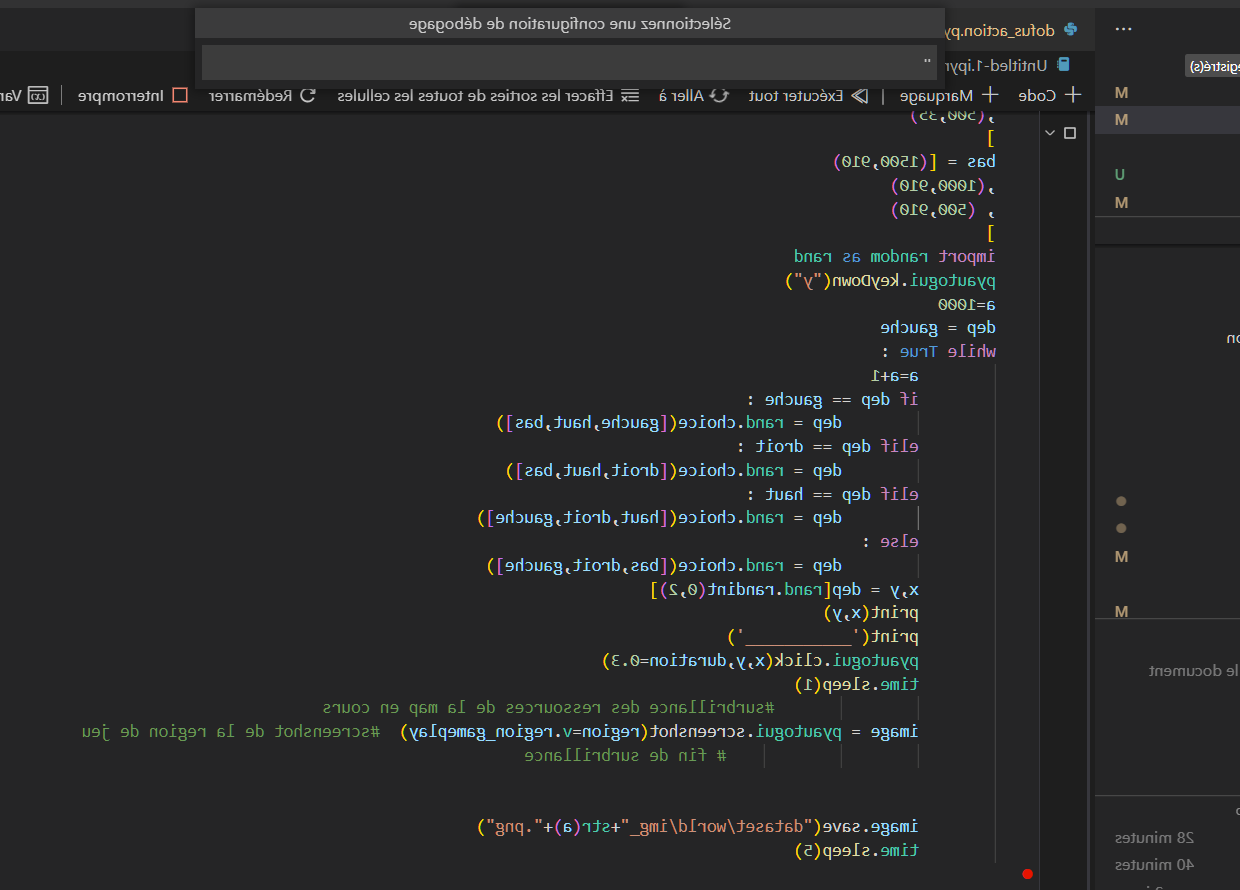 Sélectionnez une configuration de débogage
dofus_action.py
···
"
Untitled-1.ipyn
egistré(s)
+ Code + Marquage | Exécuter tout Aller à Effacer les sorties de toutes les cellules Redémarrer Interrompre | Var
M
M
U
M
,(500,35)
]
bas = [(1500,910)
,(1000,910)
, (500,910)
]
import random as rand
pyautogui.keyDown("y")
a=1000
dep = gauche
while True :
a=a+1
if dep == gauche :
dep = rand.choice([gauche,haut,bas])
elif dep == droit :
dep = rand.choice([droit,haut,bas])
elif dep == haut :
dep = rand.choice([haut,droit,gauche])
else :
dep = rand.choice([bas,droit,gauche])
x,y = dep[rand.randint(0,2)]
print(x,y)
print('___________')
pyautogui.click(x,y,duration=0.3)
time.sleep(1)
#surbrillance des ressources de la map en cours
image = pyautogui.screenshot(region=v.region_gameplay) #screenshot de la region de jeu
# fin de surbrillance
image.save("dataset/world/img_"+str(a)+".png")
time.sleep(5)
on
M
M
le document
28 minutes
40 minutes